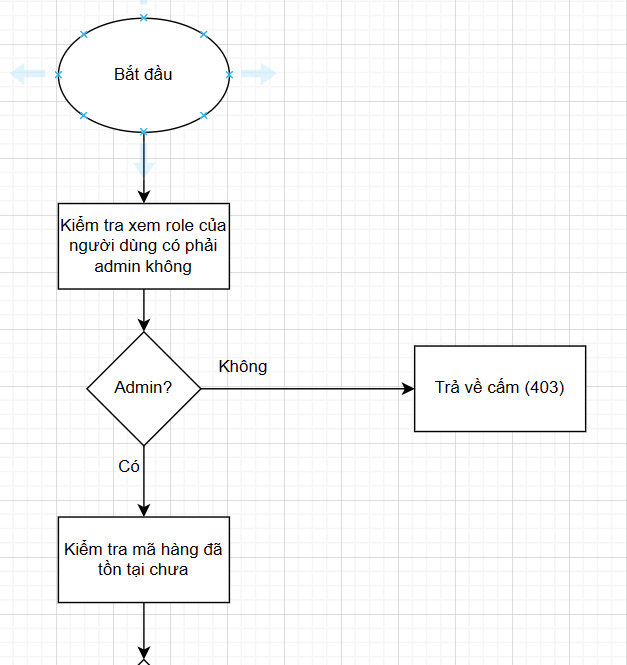 Bắt đầu
Kiểm tra xem role của
người dùng có phải
admin không
Không
Admin?
Trả về cấm (403)
Có
Kiểm tra mã hàng đã
tồn tại chưa